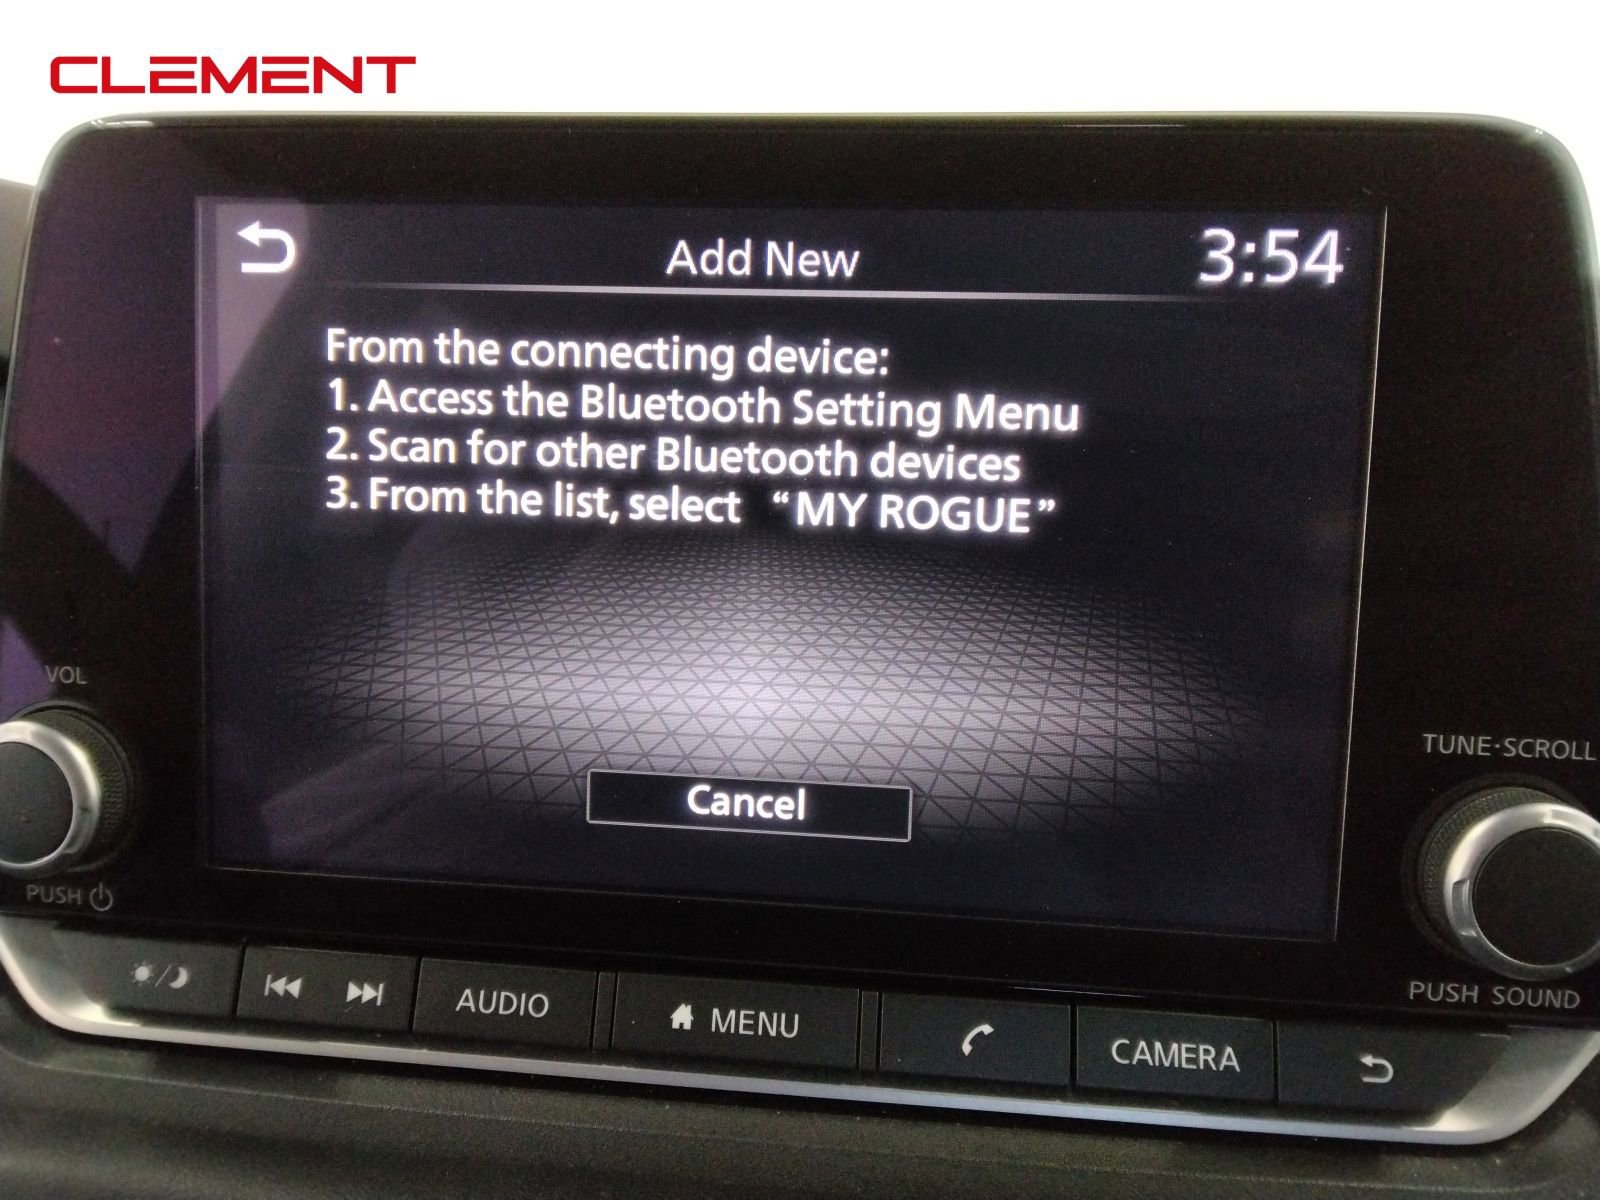 CLEMENT
Add New
3:54
From the connecting device:
1. Access the Bluetooth Setting Menu
2. Scan for other Bluetooth devices
3. From the list, select “MY ROGUE”
Cancel
VOL
PUSH
TUNE·SCROLL
PUSH SOUND
AUDIO
MENU
CAMERA